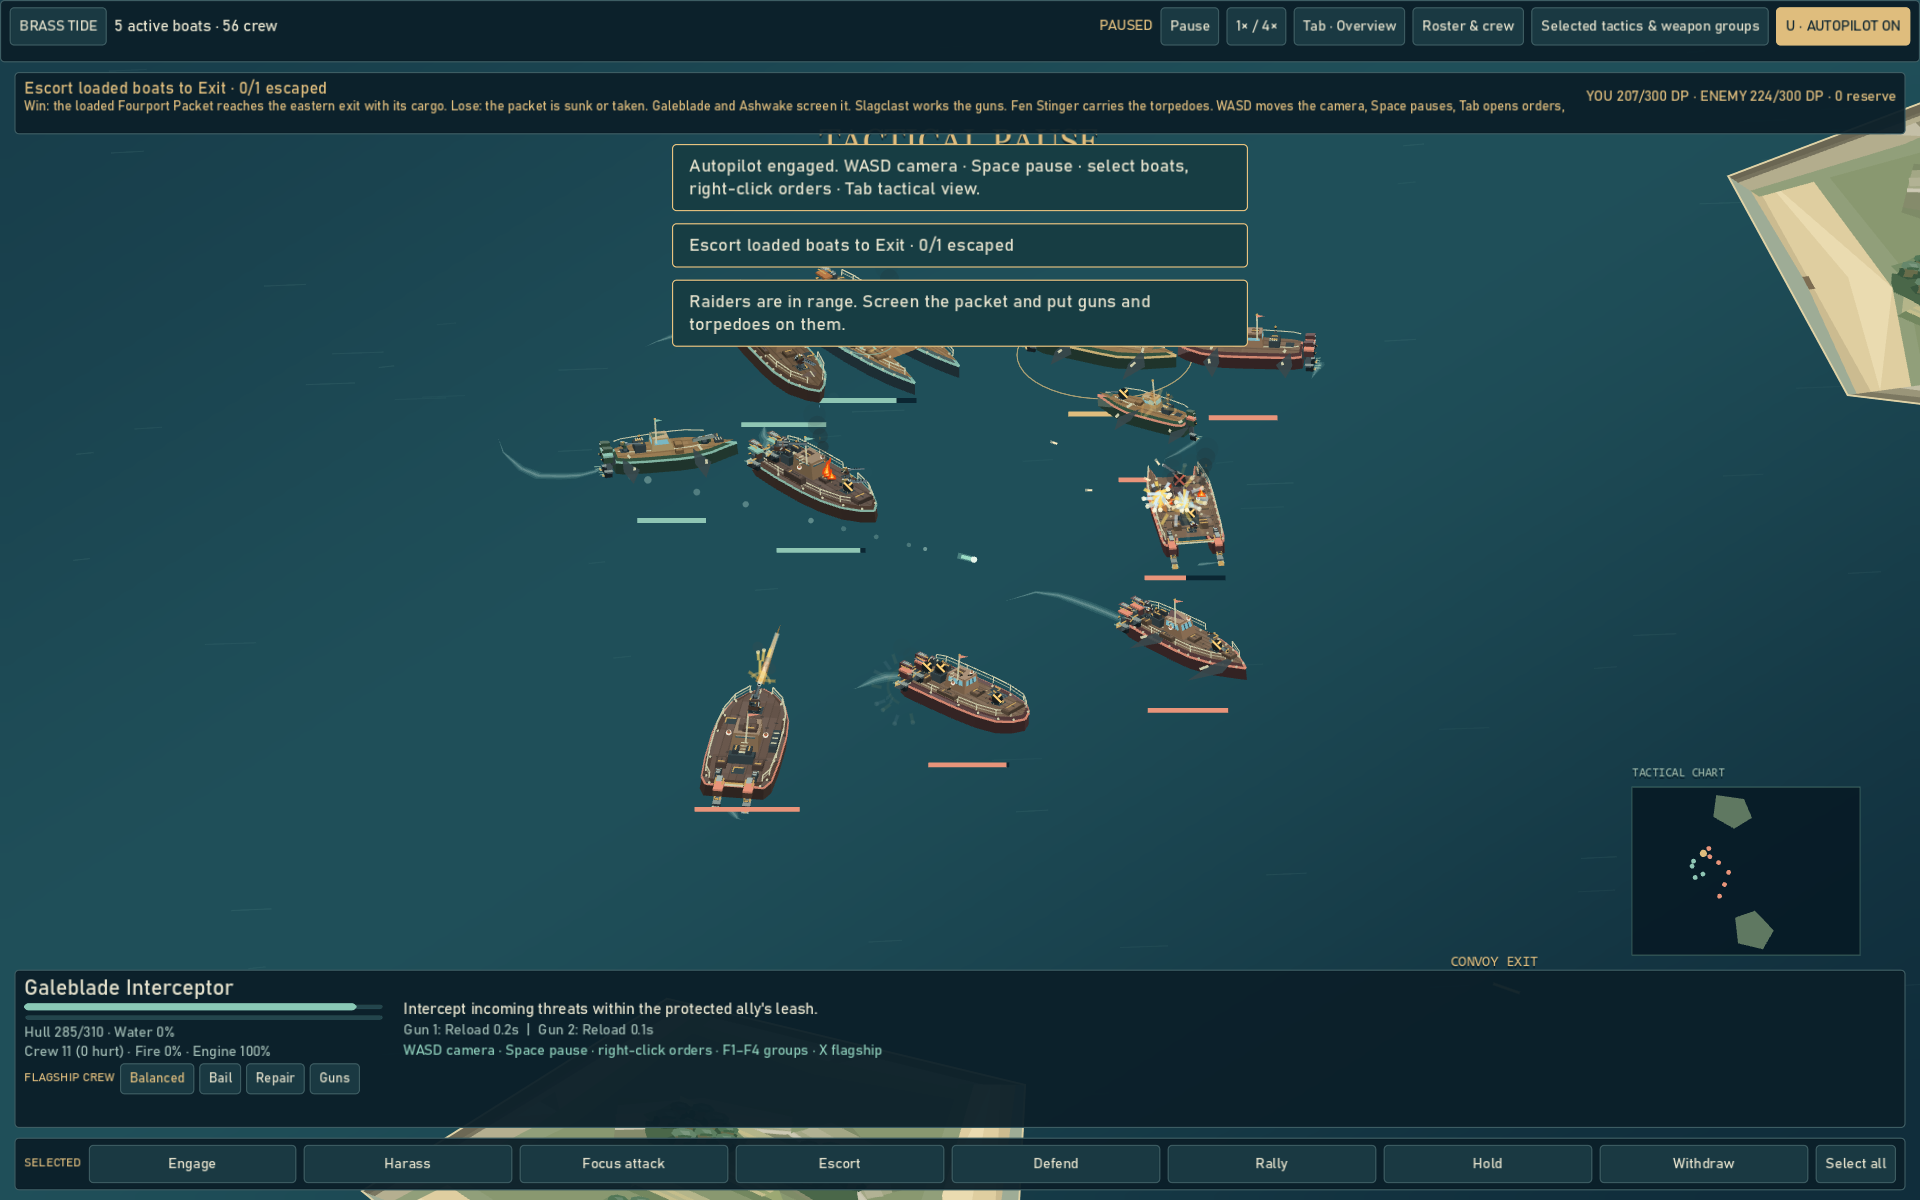 BRASS TIDE 5 active boats · 56 crew PAUSED Pause 1× / 4× Tab · Overview Roster & crew Selected tactics & weapon groups U · AUTOPILOT ON
Escort loaded boats to Exit · 0/1 escaped
Win: the loaded Fourport Packet reaches the eastern exit with its cargo. Lose: the packet is sunk or taken. Galeblade and Ashwake screen it. Slagclast works the guns. Fen Stinger carries the torpedoes. WASD moves the camera, Space pauses, Tab opens orders,
YOU 207/300 DP · ENEMY 224/300 DP · 0 reserve
TACTICAL PAUSE
Autopilot engaged. WASD camera · Space pause · select boats,
right-click orders · Tab tactical view.
Escort loaded boats to Exit · 0/1 escaped
Raiders are in range. Screen the packet and put guns and
torpedoes on them.
TACTICAL CHART
CONVOY EXIT
Galeblade Interceptor
Hull 285/310 · Water 0%
Crew 11 (0 hurt) · Fire 0% · Engine 100%
FLAGSHIP CREW Balanced Bail Repair Guns
Intercept incoming threats within the protected ally's leash.
Gun 1: Reload 0.2s | Gun 2: Reload 0.1s
WASD camera · Space pause · right-click orders · F1–F4 groups · X flagship
SELECTED Engage Harass Focus attack Escort Defend Rally Hold Withdraw Select all